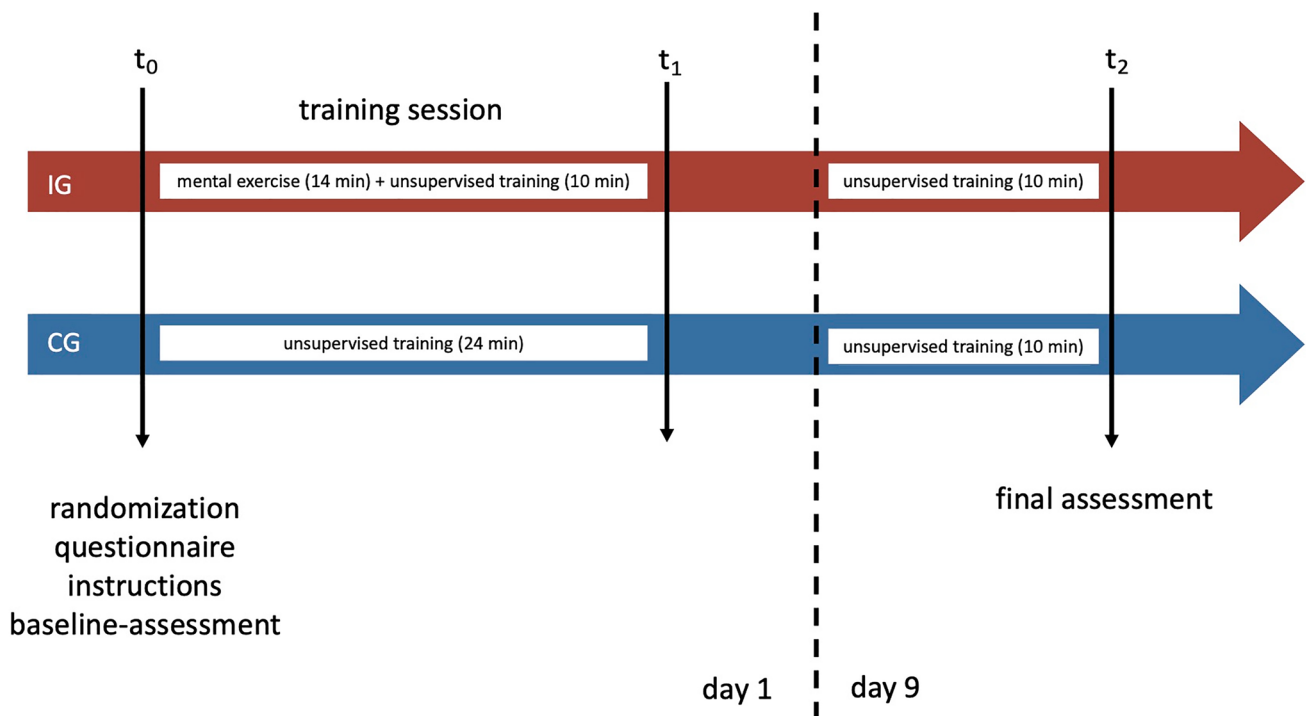 t0
t1
t2
training session
IG
mental exercise (14 min) + unsupervised training (10 min)
unsupervised training (10 min)
CG
unsupervised training (24 min)
unsupervised training (10 min)
randomization
questionnaire
instructions
baseline-assessment
final assessment
day 1
day 9